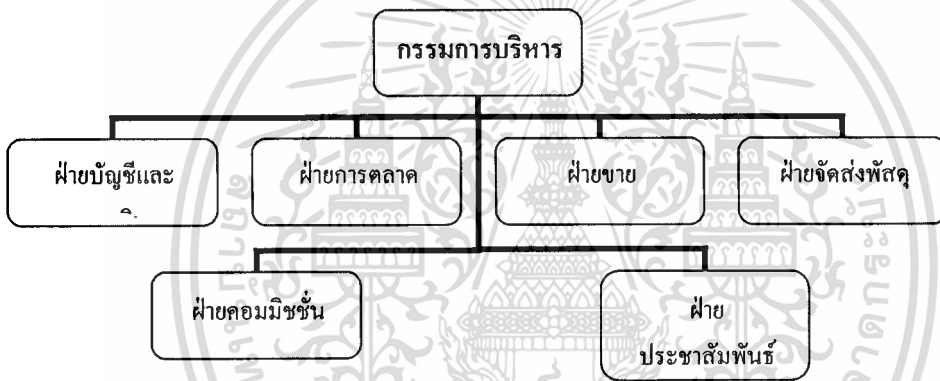 กรรมการบริหาร
ฝ่ายบัญชีและ
ฝ่ายการตลาด
ฝ่ายขาย
ฝ่ายจัดส่งพัสดุ
ฝ่ายคอมมิชชั่น
ฝ่าย
ประชาสัมพันธ์